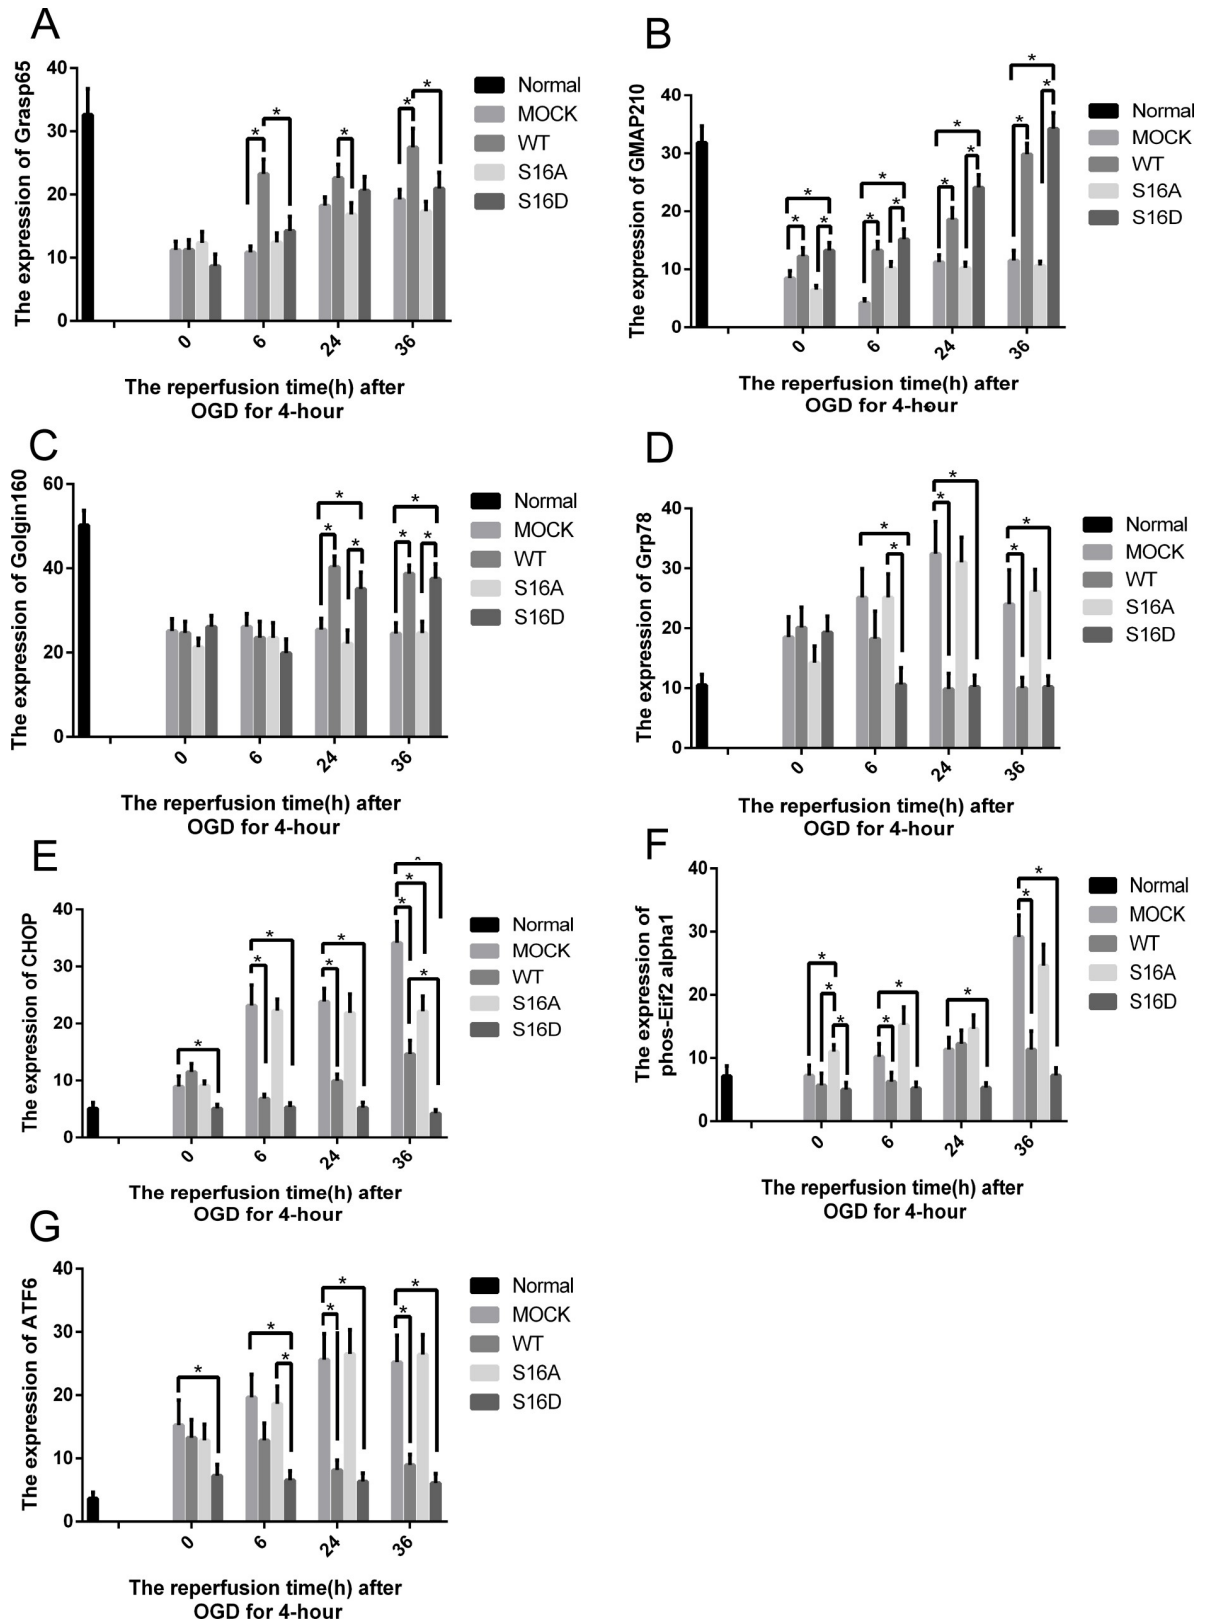 A
The expression of Grasp65
40
30
20
10
0
* * * * *
0 6 24 36
The reperfusion time(h) after
OGD for 4-hour
Normal
MOCK
WT
S16A
S16D
B
The expression of GMAP210
40
30
20
10
0
* * * * * * * * * * * *
0 6 24 36
The reperfusion time(h) after
OGD for 4-hour
Normal
MOCK
WT
S16A
S16D
C
The expression of Golgin160
60
40
20
0
* * * * * *
0 6 24 36
The reperfusion time(h) after
OGD for 4-hour
Normal
MOCK
WT
S16A
S16D
D
The expression of Grp78
40
30
20
10
0
* * * * * *
0 6 24 36
The reperfusion time(h) after
OGD for 4-hour
Normal
MOCK
WT
S16A
S16D
E
The expression of CHOP
40
30
20
10
0
* * * * * * * * *
0 6 24 36
The reperfusion time(h) after
OGD for 4-hour
Normal
MOCK
WT
S16A
S16D
F
The expression of
phos-Eif2 alpha1
40
30
20
10
0
* * * * * * * *
0 6 24 36
The reperfusion time(h) after
OGD for 4-hour
Normal
MOCK
WT
S16A
S16D
G
The expression of ATF6
40
30
20
10
0
* * * * * * *
0 6 24 36
The reperfusion time(h) after
OGD for 4-hour
Normal
MOCK
WT
S16A
S16D